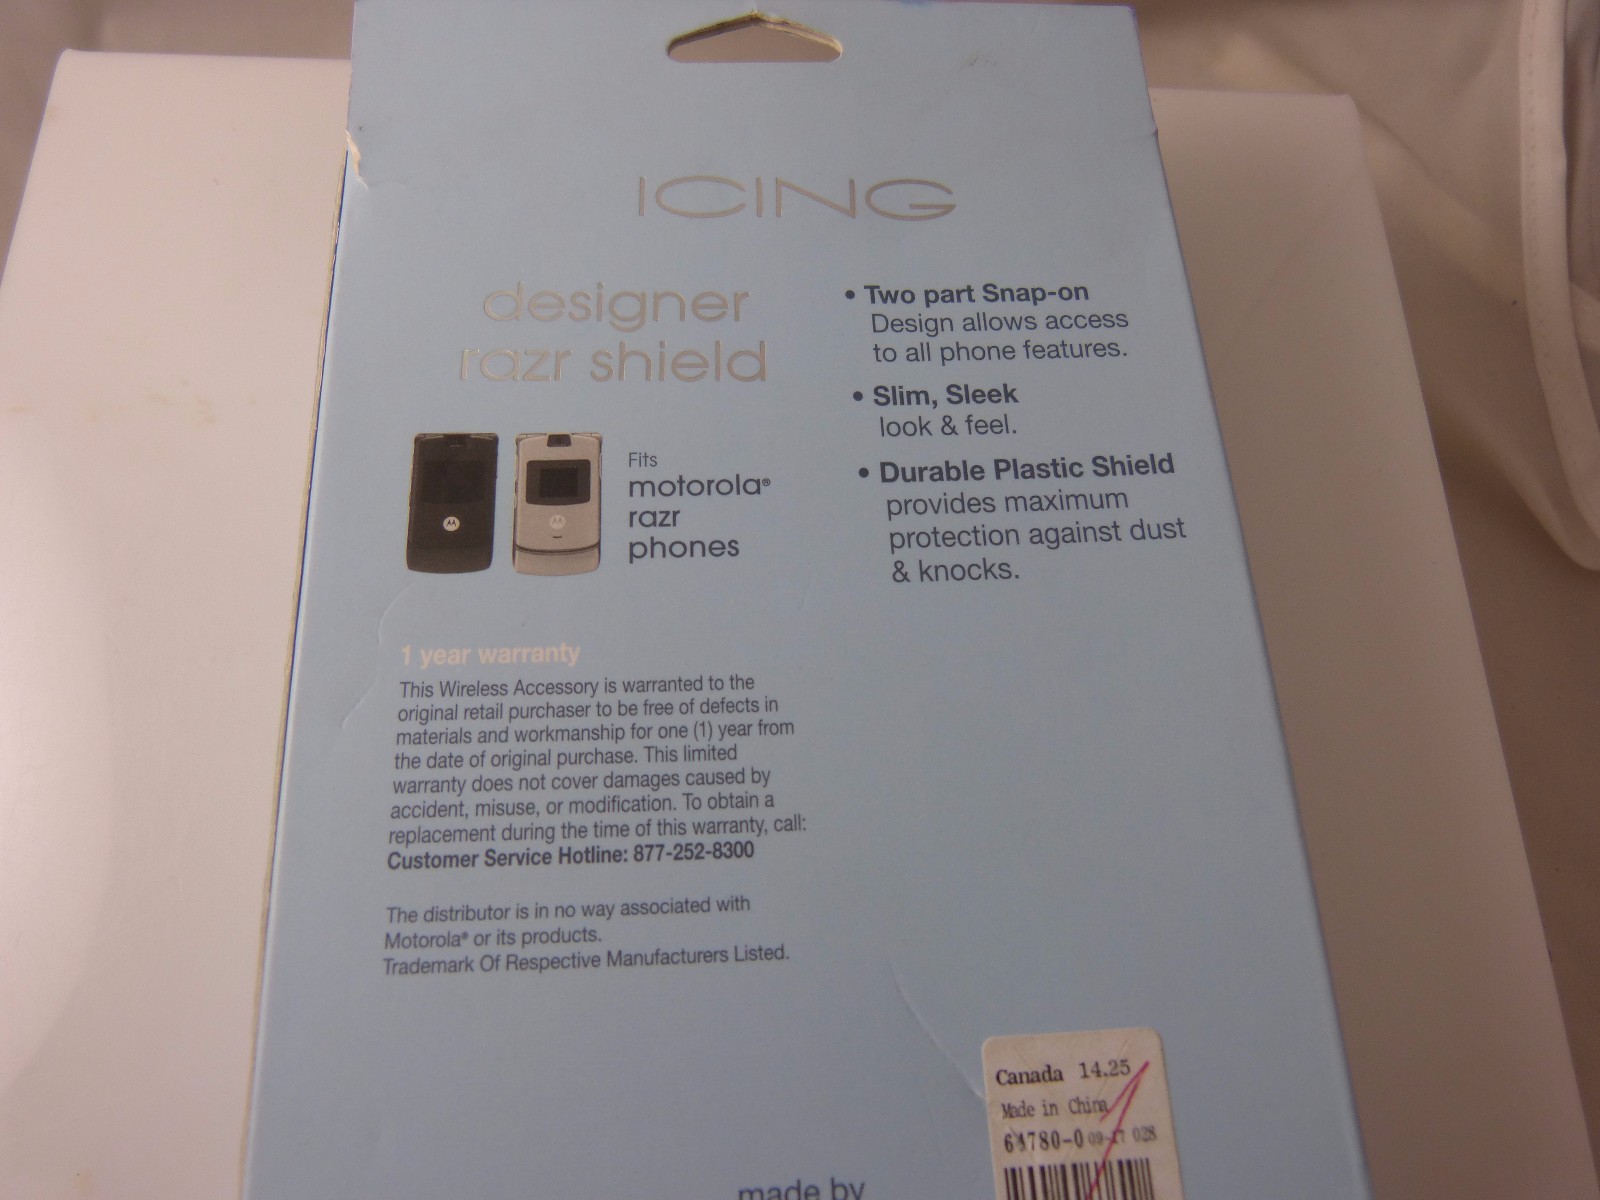 ICING
designer
razr shield
Fits
motorola®
razr
phones
• Two part Snap-on
Design allows access
to all phone features.
• Slim, Sleek
look & feel.
• Durable Plastic Shield
provides maximum
protection against dust
& knocks.
1 year warranty
This Wireless Accessory is warranted to the
original retail purchaser to be free of defects in
materials and workmanship for one (1) year from
the date of original purchase. This limited
warranty does not cover damages caused by
accident, misuse, or modification. To obtain a
replacement during the time of this warranty, call:
Customer Service Hotline: 877-252-8300
The distributor is in no way associated with
Motorola® or its products.
Trademark Of Respective Manufacturers Listed.
Canada 14.25
Made in China
64780-0 09-17 028
made by